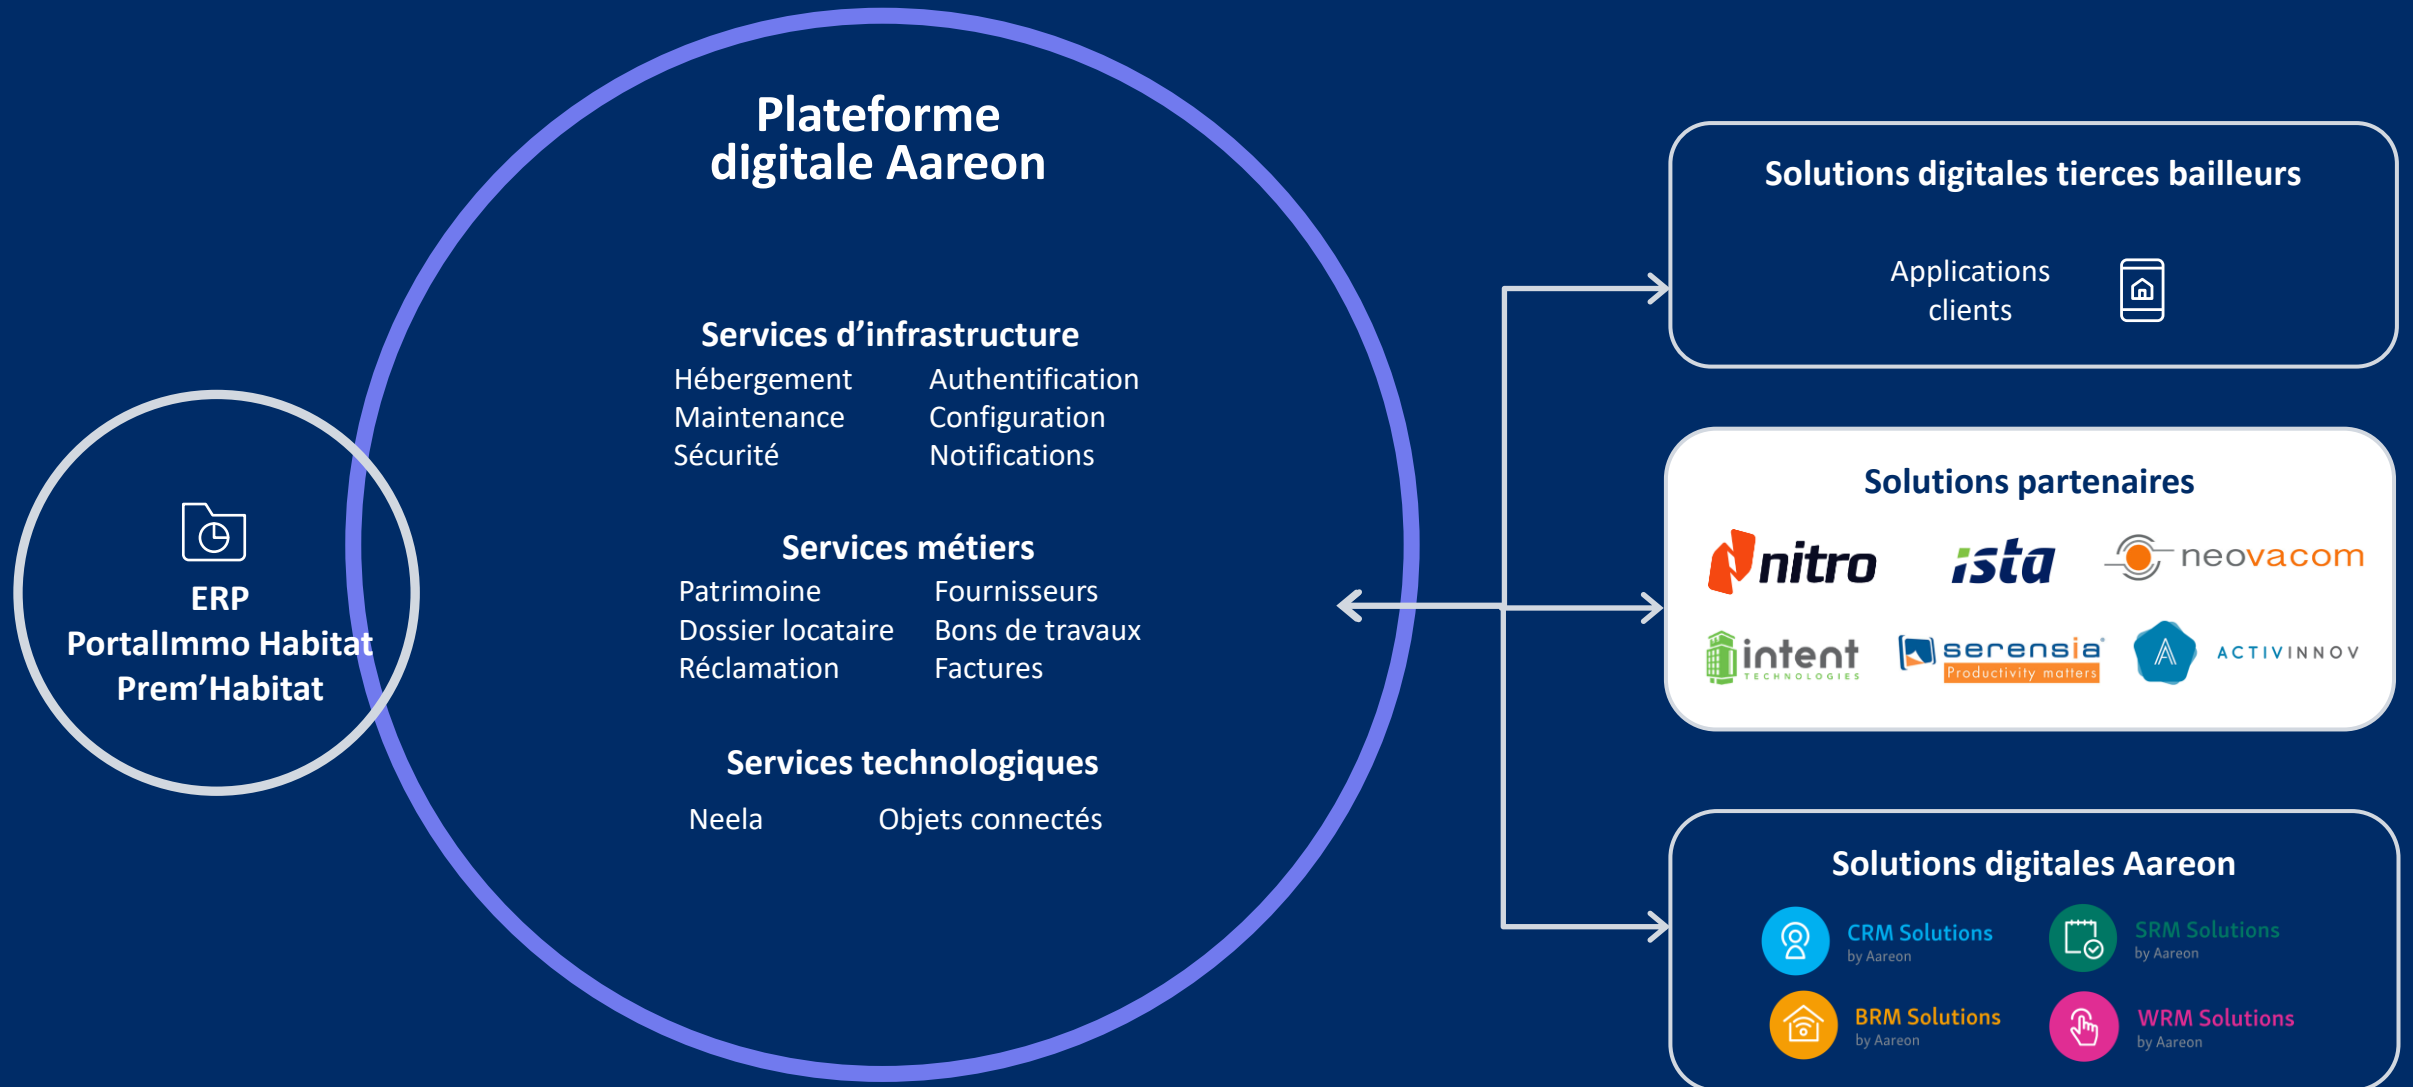 Plateforme
digitale Aareon
Services d’infrastructure
Hébergement Authentification
Maintenance Configuration
Sécurité Notifications
Services métiers
Patrimoine Fournisseurs
Dossier locataire Bons de travaux
Réclamation Factures
Services technologiques
Neela Objets connectés
ERP
PortalImmo Habitat
Prem’Habitat
Solutions digitales tierces bailleurs
Applications
clients
Solutions partenaires
nitro
ista
neovacom
intent
TECHNOLOGIES
serensia
Productivity matters
ACTIVINNOV
Solutions digitales Aareon
CRM Solutions
by Aareon
SRM Solutions
by Aareon
BRM Solutions
by Aareon
WRM Solutions
by Aareon